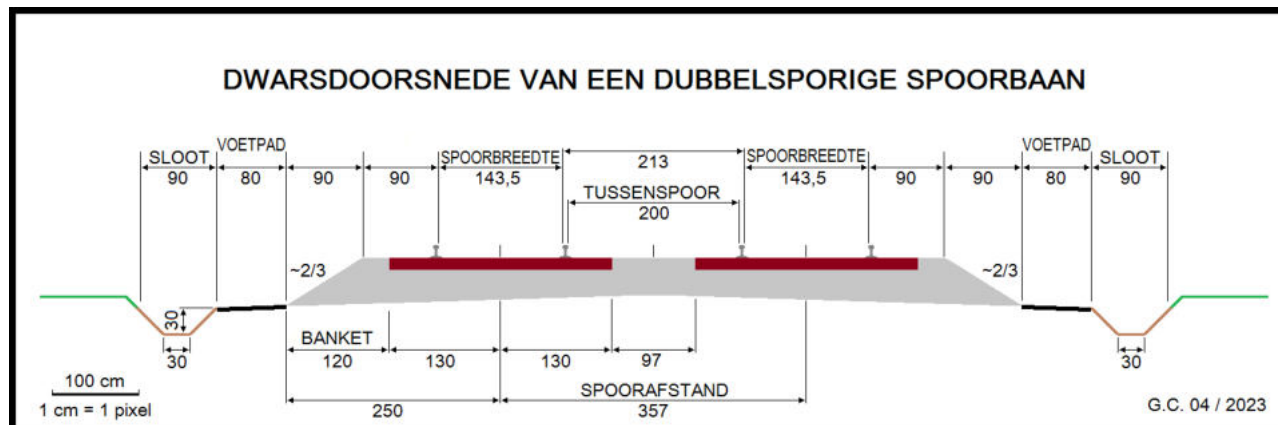 DWARSDOORSNEDE VAN EEN DUBBELSPORIGE SPOORBAAN
VOETPAD VOETPAD
SLOOT SPOORBREEDTE 213 SPOORBREEDTE SLOOT
90 80 90 90 143,5 143,5 90 90 80 90
TUSSENSPOOR
200
~2/3 ~2/3
30
BANKET
30 120 130 130 97 30
100 cm SPOORAFSTAND
1 cm = 1 pixel 250 357 G.C. 04 / 2023